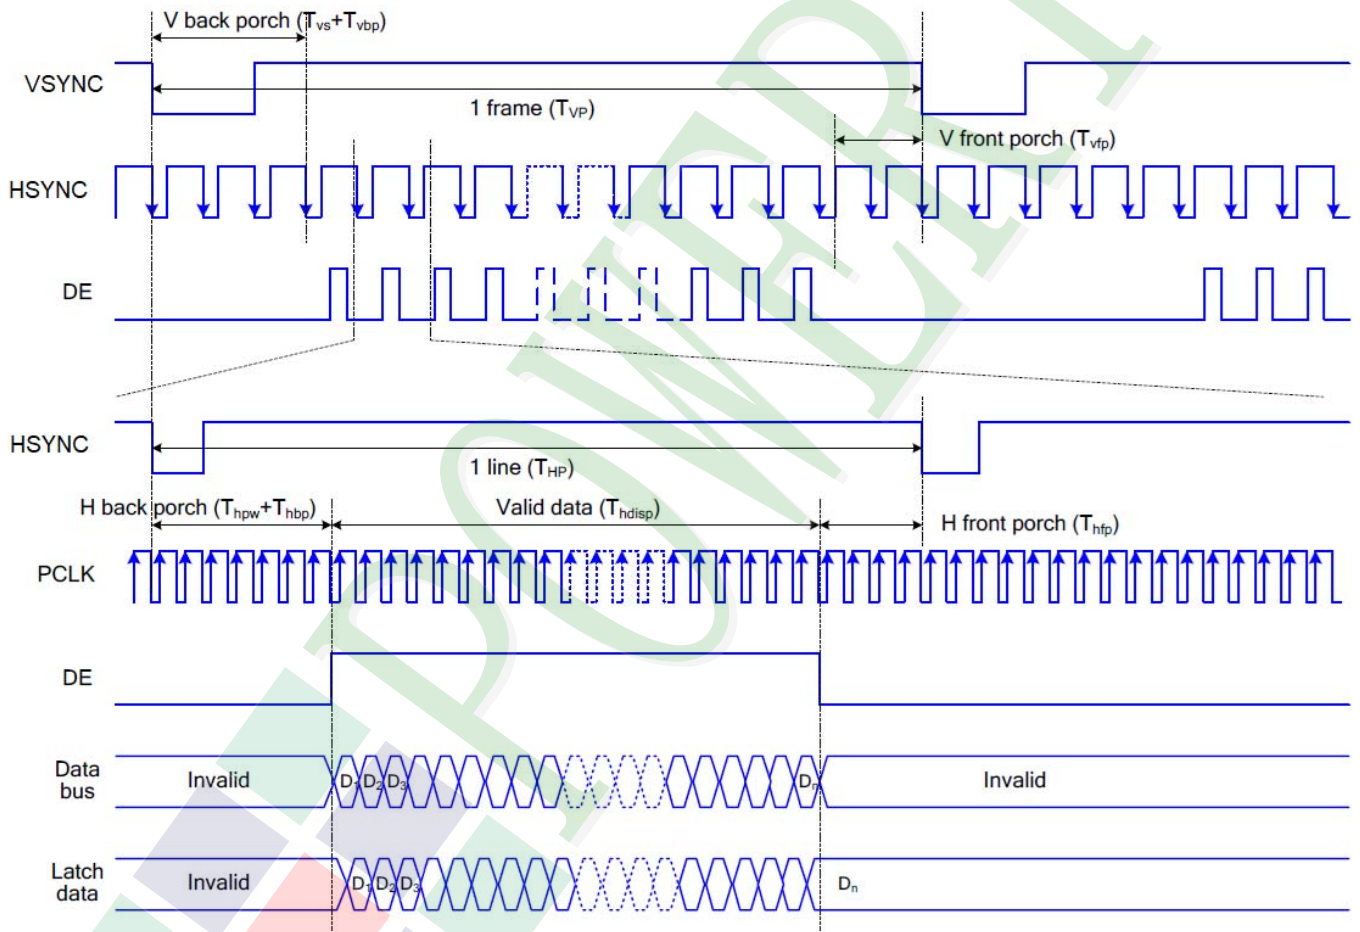 V back porch (Tvs+Tvbp)
VSYNC
1 frame (TVP)
V front porch (Tvfp)
HSYNC
DE
HSYNC
1 line (THP)
H back porch (Thpw+Thbp)
Valid data (Thdisp)
H front porch (Thfp)
PCLK
DE
Data bus
Invalid
D1 D2 D3
Dn
Invalid
Latch data
Invalid
D1 D2 D3
Dn
POWERT